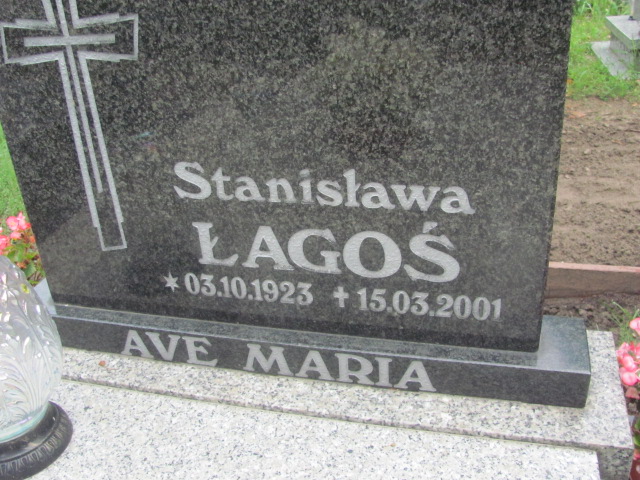 Stanisława
ŁAGOŚ
* 03.10.1923 ✝ 15.03.2001
AVE MARIA